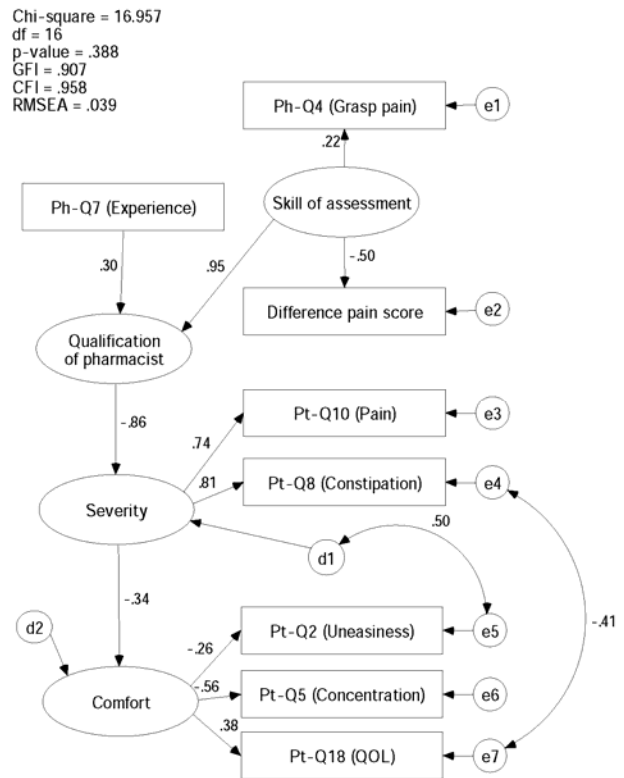 Chi-square = 16.957
df = 16
p-value = .388
GFI = .907
CFI = .958
RMSEA = .039
Ph-Q4 (Grasp pain)
e1
.22
Ph-Q7 (Experience)
Skill of assessment
.30
.95
-.50
Difference pain score
e2
Qualification
of pharmacist
-.86
Pt-Q10 (Pain)
e3
.74
.81
Pt-Q8 (Constipation)
e4
Severity
.50
d1
-.34
-.41
d2
Pt-Q2 (Uneasiness)
e5
-.26
-.56
Pt-Q5 (Concentration)
e6
Comfort
.38
Pt-Q18 (QOL)
e7